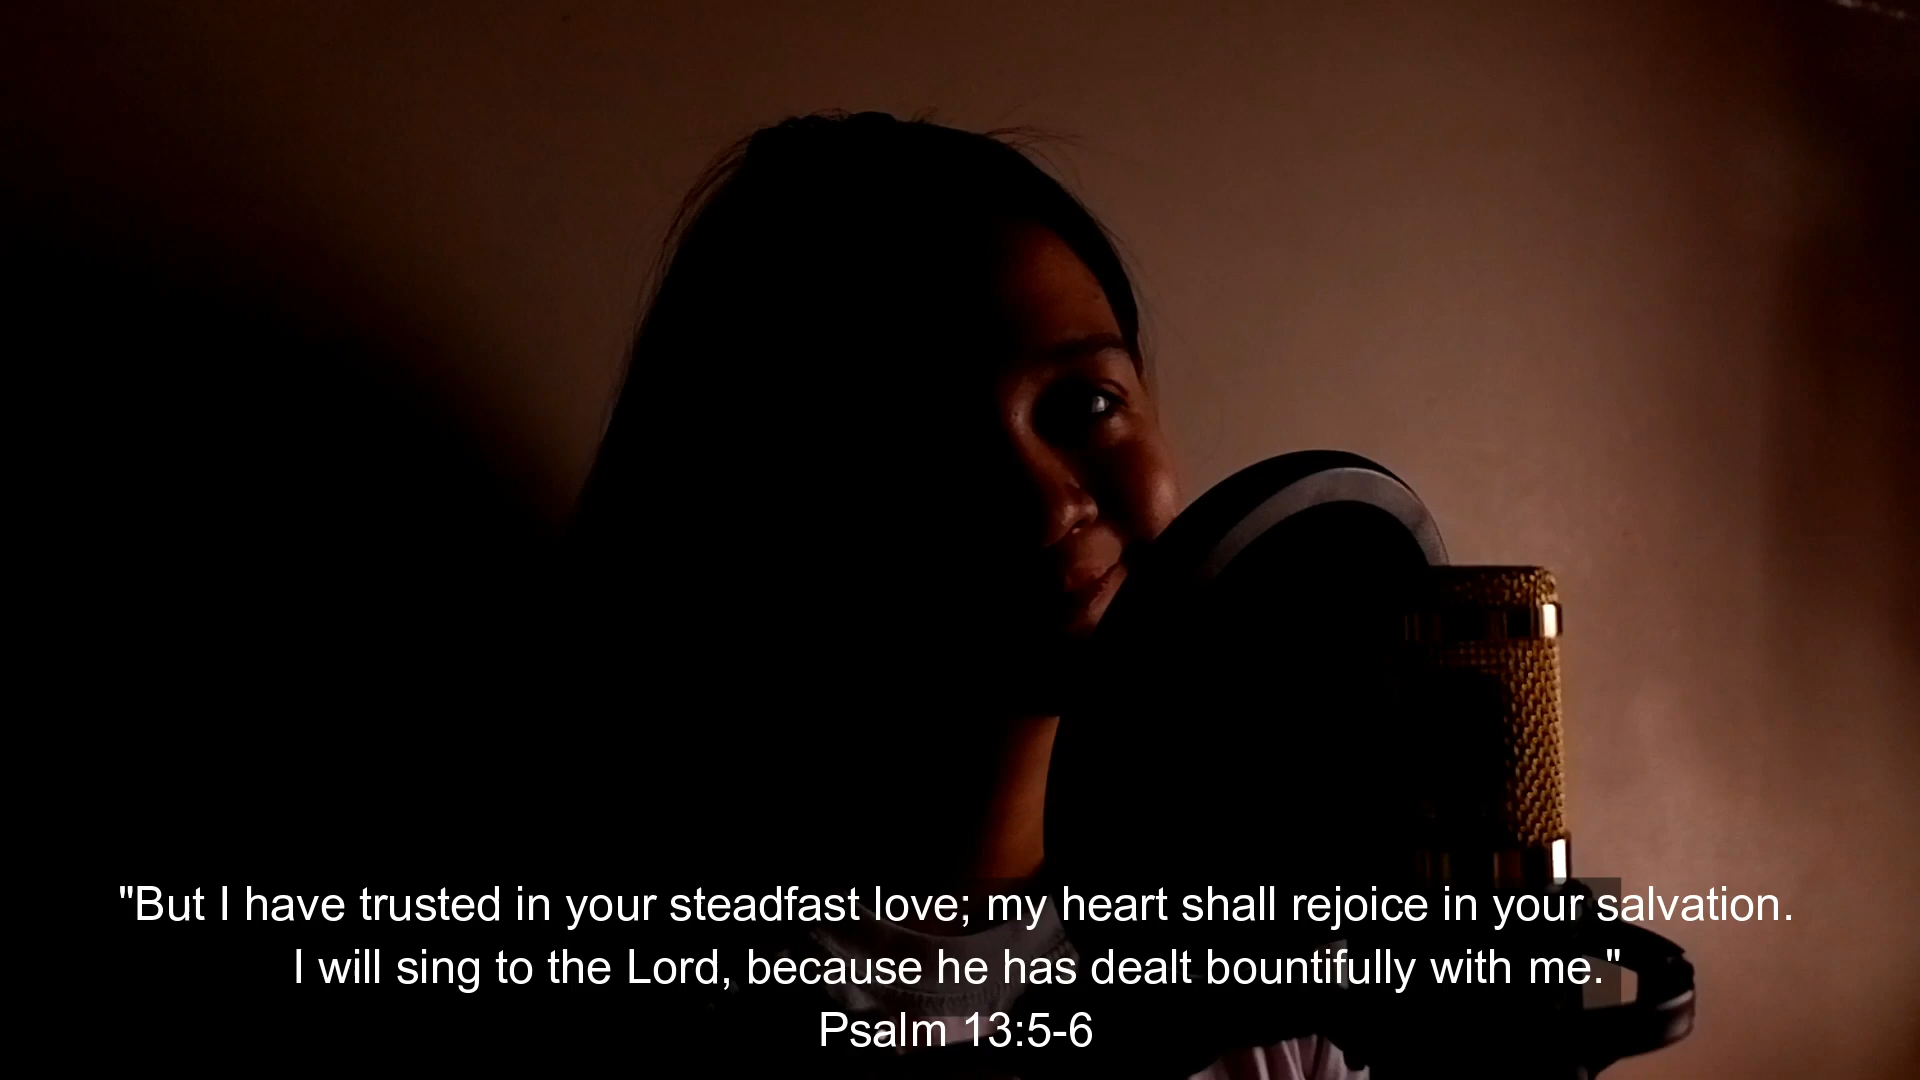 "But I have trusted in your steadfast love; my heart shall rejoice in your salvation.
I will sing to the Lord, because he has dealt bountifully with me."
Psalm 13:5-6